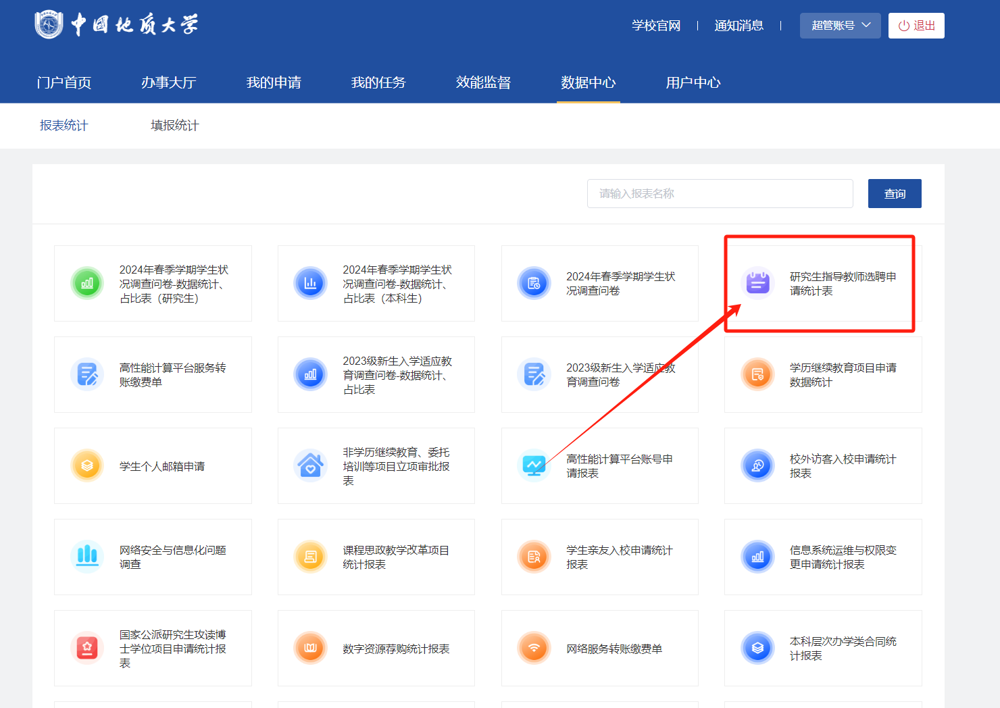 中国地质大学
学校官网 | 通知消息 | 超管账号 退出
门户首页 办事大厅 我的申请 我的任务 效能监督 数据中心 用户中心
报表统计 填报统计
请输入报表名称 查询
2024年春季学期学生状
况调查问卷-数据统计、
占比表（研究生）
2024年春季学期学生状
况调查问卷-数据统计、
占比表（本科生）
2024年春季学期学生状
况调查问卷
研究生指导教师选聘申
请统计表
高性能计算平台服务转
账缴费单
2023级新生入学适应教
育调查问卷-数据统计、
占比表
2023级新生入学适应教
育调查问卷
学历继续教育项目申请
数据统计
学生个人邮箱申请
非学历继续教育、委托
培训等项目立项审批报
表
高性能计算平台账号申
请报表
校外访客入校申请统计
报表
网络安全与信息化问题
调查
课程思政教学改革项目
统计报表
学生亲友入校申请统计
报表
信息系统运维与权限变
更申请统计报表
国家公派研究生攻读博
士学位项目申请统计报
表
数字资源荐购统计报表
网络服务转账缴费单
本科层次办学类合同统
计报表